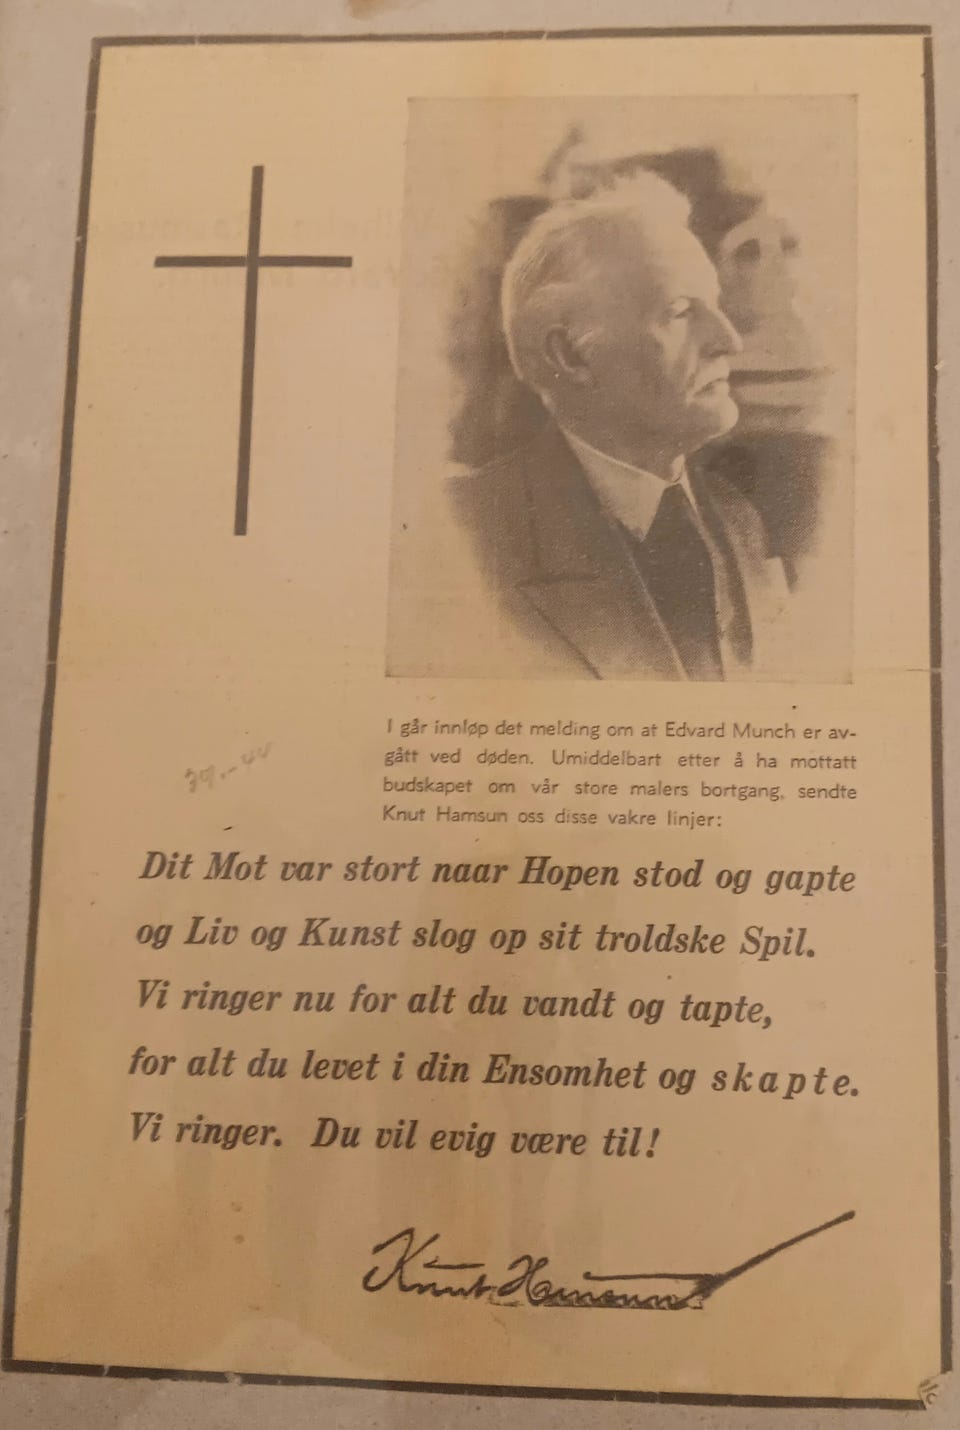 I går innløp det melding om at Edvard Munch er av-
gått ved døden. Umiddelbart etter å ha mottatt
budskapet om vår store malers bortgang, sendte
Knut Hamsun oss disse vakre linjer:
Dit Mot var stort naar Hopen stod og gapte
og Liv og Kunst slog op sit troldske Spil.
Vi ringer nu for alt du vandt og tapte,
for alt du levet i din Ensomhet og skapte.
Vi ringer. Du vil evig være til!
Knut Hamsun